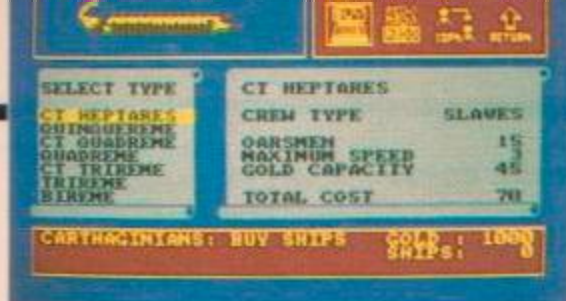 RETURN
SELECT TYPE
CT HEPTARES
QUINQUEREME
CT QUADREME
QUADREME
CT TRIREME
TRIREME
BIREME
CT HEPTARES
CREW TYPE SLAVES
OARSMEN 15
MAXIMUM SPEED
GOLD CAPACITY 45
TOTAL COST 70
CARTHAGINIANS: BUY SHIPS GOLD : 1000
SHIPS: 0